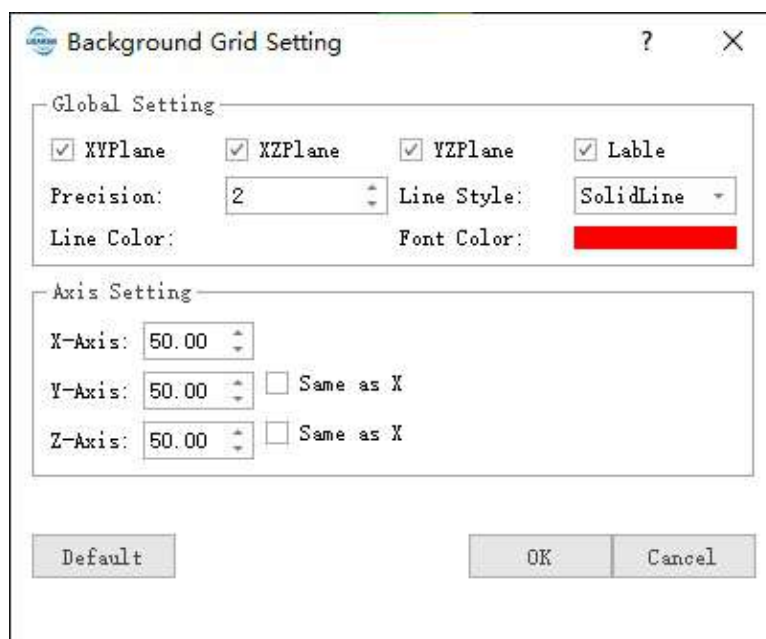 Background Grid Setting ?
Global Setting
XYPlane XZPlane YZPlane Lable
Precision: 2 Line Style: SolidLine
Line Color: Font Color:
Axis Setting
X-Axis: 50.00
Y-Axis: 50.00 Same as X
Z-Axis: 50.00 Same as X
Default OK Cancel